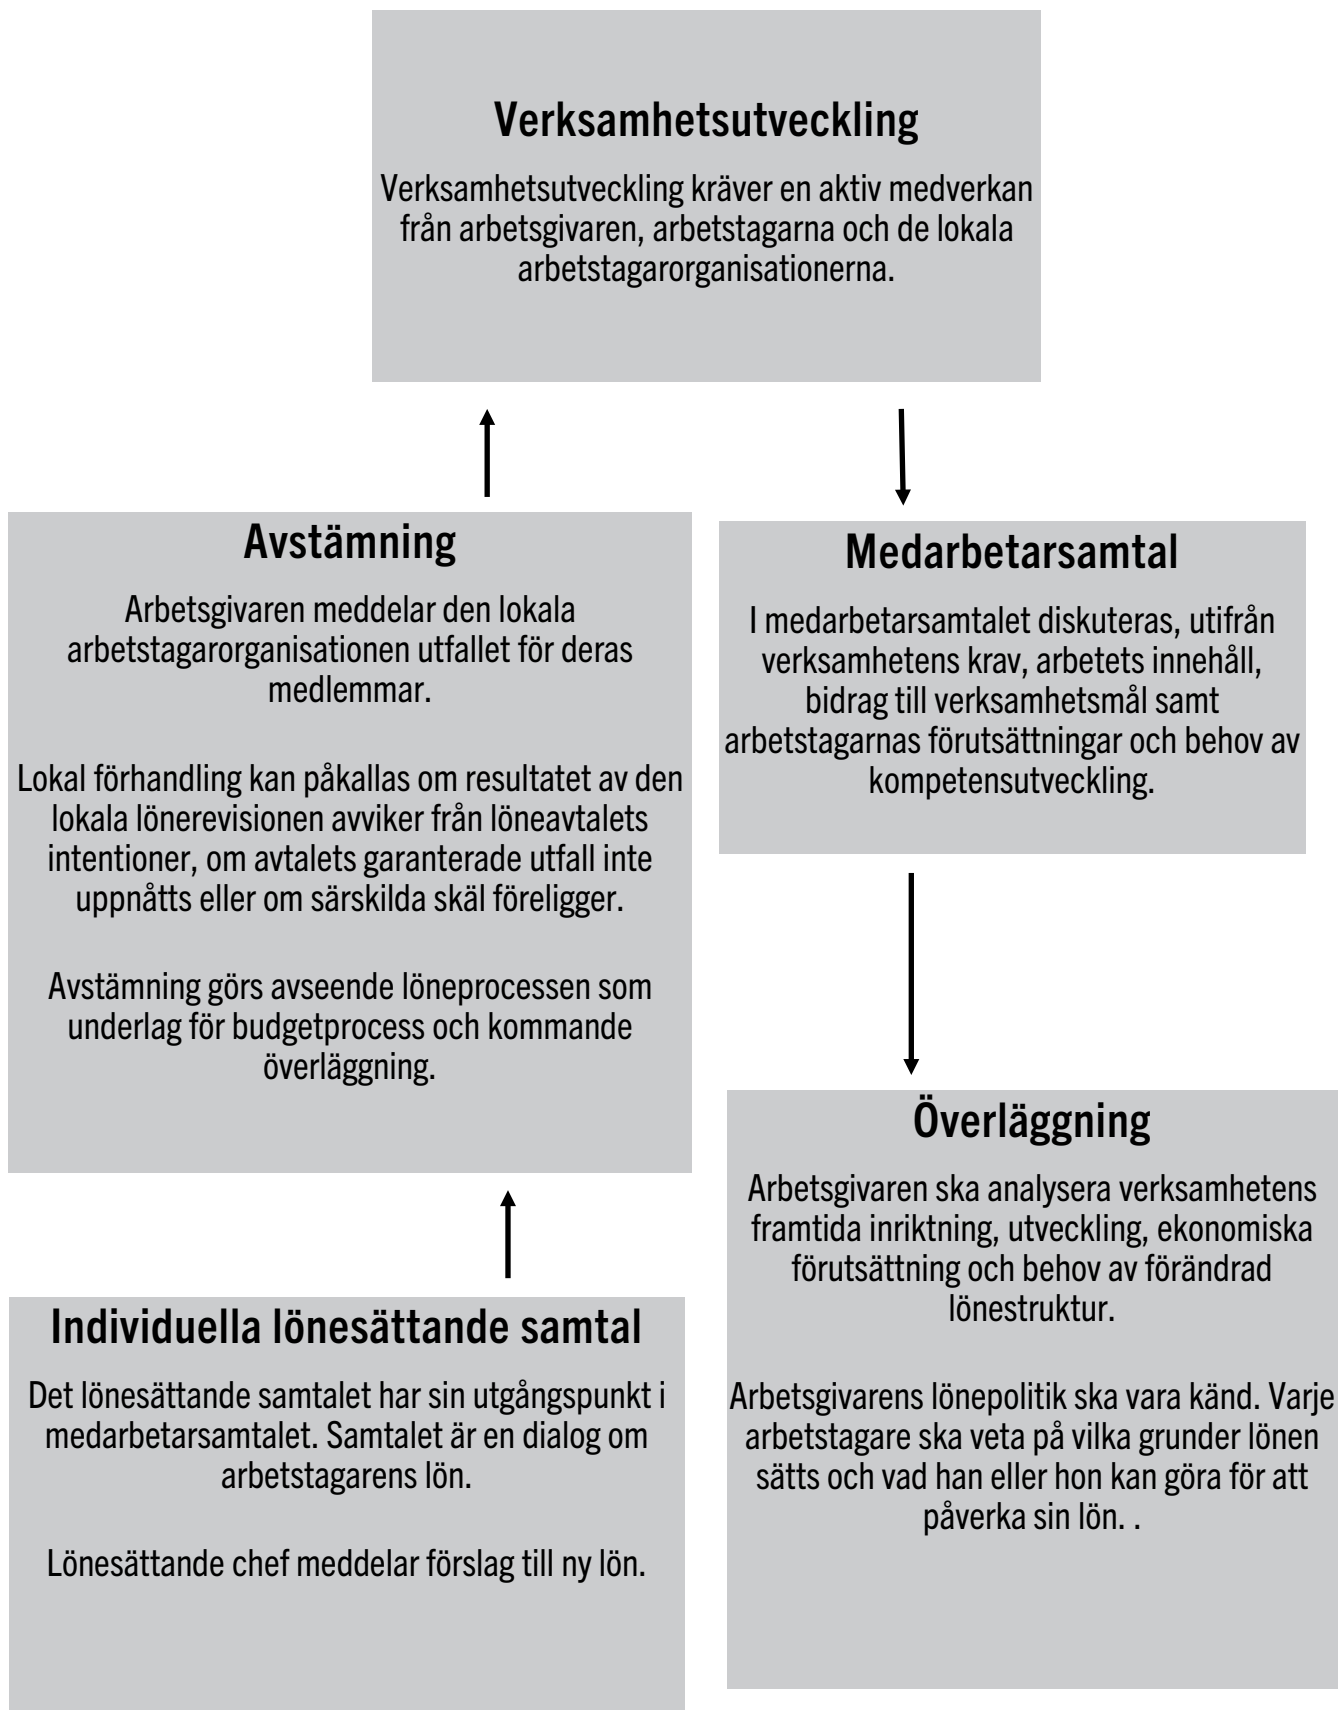 Verksamhetsutveckling
Verksamhetsutveckling kräver en aktiv medverkan
från arbetsgivaren, arbetstagarna och de lokala
arbetstagarorganisationerna.
Avstämning
Arbetsgivaren meddelar den lokala
arbetstagarorganisationen utfallet för deras
medlemmar.
Lokal förhandling kan påkallas om resultatet av den
lokala lönerevisionen avviker från löneavtalets
intentioner, om avtalets garanterade utfall inte
uppnåtts eller om särskilda skäl föreligger.
Avstämning görs avseende löneprocessen som
underlag för budgetprocess och kommande
överläggning.
Medarbetarsamtal
I medarbetarsamtalet diskuteras, utifrån
verksamhetens krav, arbetets innehåll,
bidrag till verksamhetsmål samt
arbetstagarnas förutsättningar och behov av
kompetensutveckling.
Överläggning
Arbetsgivaren ska analysera verksamhetens
framtida inriktning, utveckling, ekonomiska
förutsättning och behov av förändrad
lönestruktur.
Arbetsgivarens lönepolitik ska vara känd. Varje
arbetstagare ska veta på vilka grunder lönen
sätts och vad han eller hon kan göra för att
påverka sin lön. .
Individuella lönesättande samtal
Det lönesättande samtalet har sin utgångspunkt i
medarbetarsamtalet. Samtalet är en dialog om
arbetstagarens lön.
Lönesättande chef meddelar förslag till ny lön.